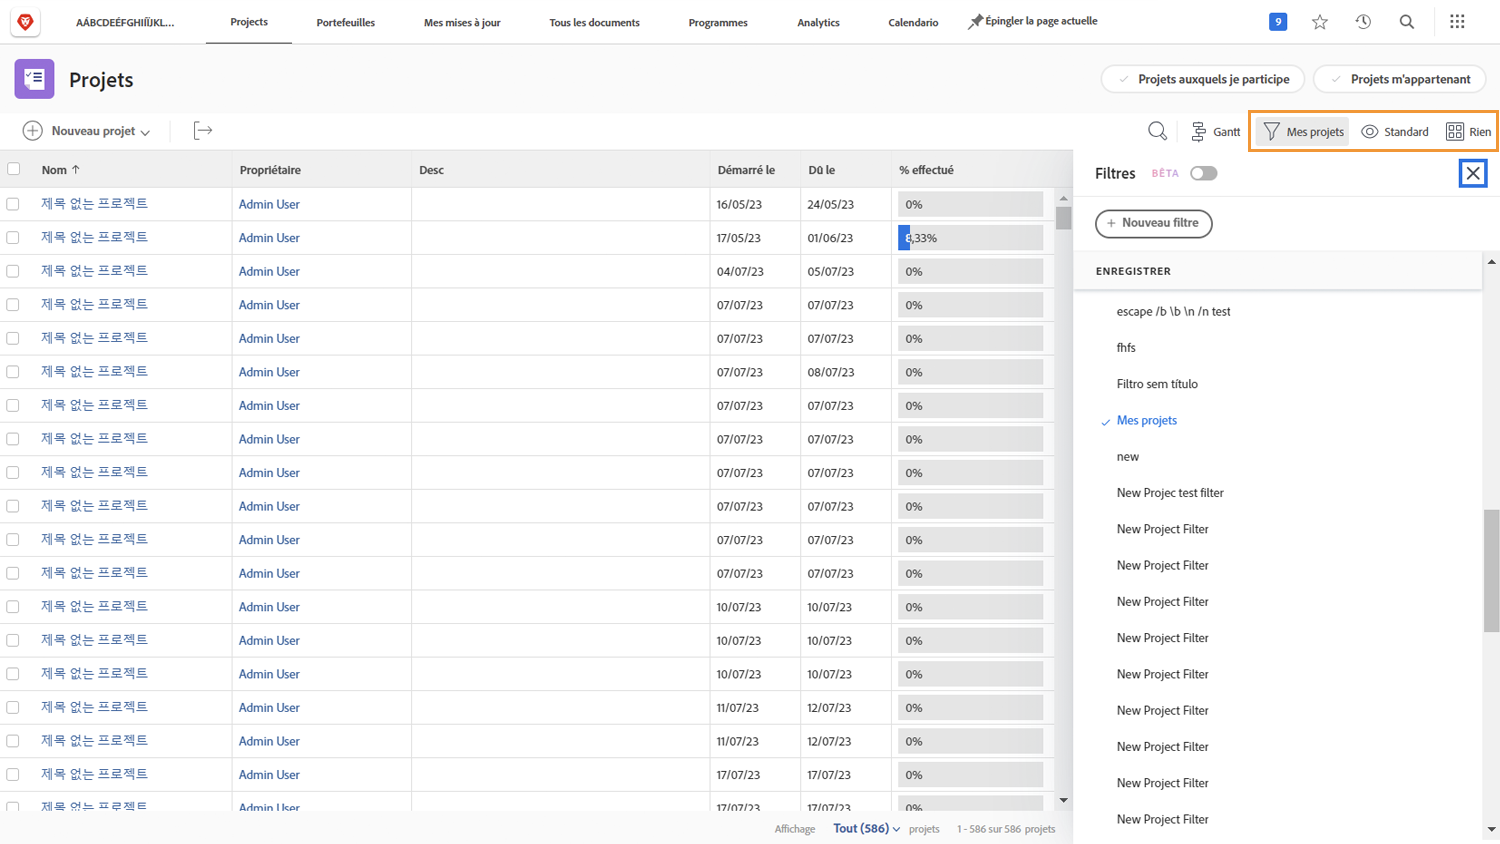 AÁBCDEÉFGHIÍÏJKL...
Projects
Portefeuilles
Mes mises à jour
Tous les documents
Programmes
Analytics
Calendario
Épingler la page actuelle
9
Projets
Projets auxquels je participe
Projets m'appartenant
Nouveau projet
Gantt
Mes projets
Standard
Rien
Nom Propriétaire Desc Démarré le Dû le % effectué
제목 없는 프로젝트 Admin User 16/05/23 24/05/23 0%
제목 없는 프로젝트 Admin User 17/05/23 01/06/23 8,33%
제목 없는 프로젝트 Admin User 04/07/23 05/07/23 0%
제목 없는 프로젝트 Admin User 07/07/23 07/07/23 0%
제목 없는 프로젝트 Admin User 07/07/23 07/07/23 0%
제목 없는 프로젝트 Admin User 07/07/23 08/07/23 0%
제목 없는 프로젝트 Admin User 07/07/23 07/07/23 0%
제목 없는 프로젝트 Admin User 07/07/23 07/07/23 0%
제목 없는 프로젝트 Admin User 07/07/23 07/07/23 0%
제목 없는 프로젝트 Admin User 07/07/23 07/07/23 0%
제목 없는 프로젝트 Admin User 07/07/23 07/07/23 0%
제목 없는 프로젝트 Admin User 07/07/23 07/07/23 0%
제목 없는 프로젝트 Admin User 10/07/23 10/07/23 0%
제목 없는 프로젝트 Admin User 10/07/23 10/07/23 0%
제목 없는 프로젝트 Admin User 10/07/23 10/07/23 0%
제목 없는 프로젝트 Admin User 11/07/23 12/07/23 0%
제목 없는 프로젝트 Admin User 11/07/23 12/07/23 0%
제목 없는 프로젝트 Admin User 17/07/23 17/07/23 0%
제목 없는 프로젝트 Admin User 17/07/23 17/07/23 0%
Affichage Tout (586) projets 1 - 586 sur 586 projets
Filtres BÊTA
+ Nouveau filtre
ENREGISTRER
escape /b \b \n /n test
fhfs
Filtro sem título
Mes projets
new
New Projec test filter
New Project Filter
New Project Filter
New Project Filter
New Project Filter
New Project Filter
New Project Filter
New Project Filter
New Project Filter
New Project Filter